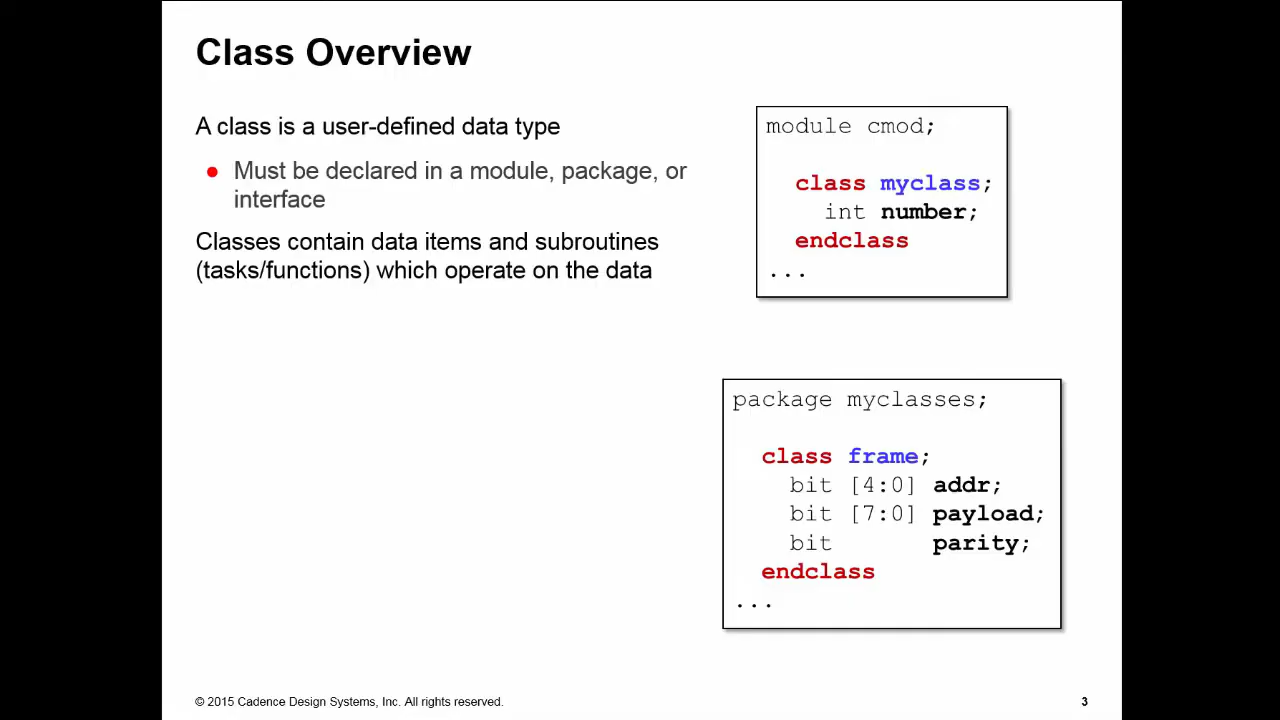 Class Overview
A class is a user-defined data type
● Must be declared in a module, package, or
interface
Classes contain data items and subroutines
(tasks/functions) which operate on the data
module cmod;
class myclass;
int number;
endclass
...
package myclasses;
class frame;
bit [4:0] addr;
bit [7:0] payload;
bit parity;
endclass
...
© 2015 Cadence Design Systems, Inc. All rights reserved.
3